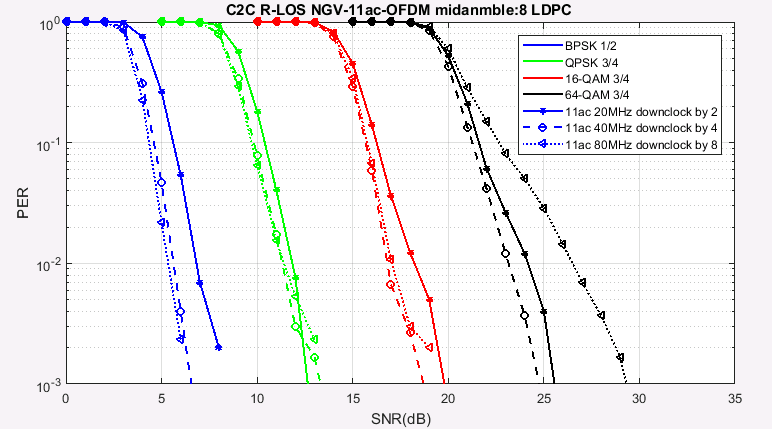 C2C R-LOS NGV-11ac-OFDM midanmble:8 LDPC
BPSK 1/2
QPSK 3/4
16-QAM 3/4
64-QAM 3/4
11ac 20MHz downclock by 2
11ac 40MHz downclock by 4
11ac 80MHz downclock by 8
PER
10^0
10^-1
10^-2
10^-3
0 5 10 15 20 25 30 35
SNR(dB)